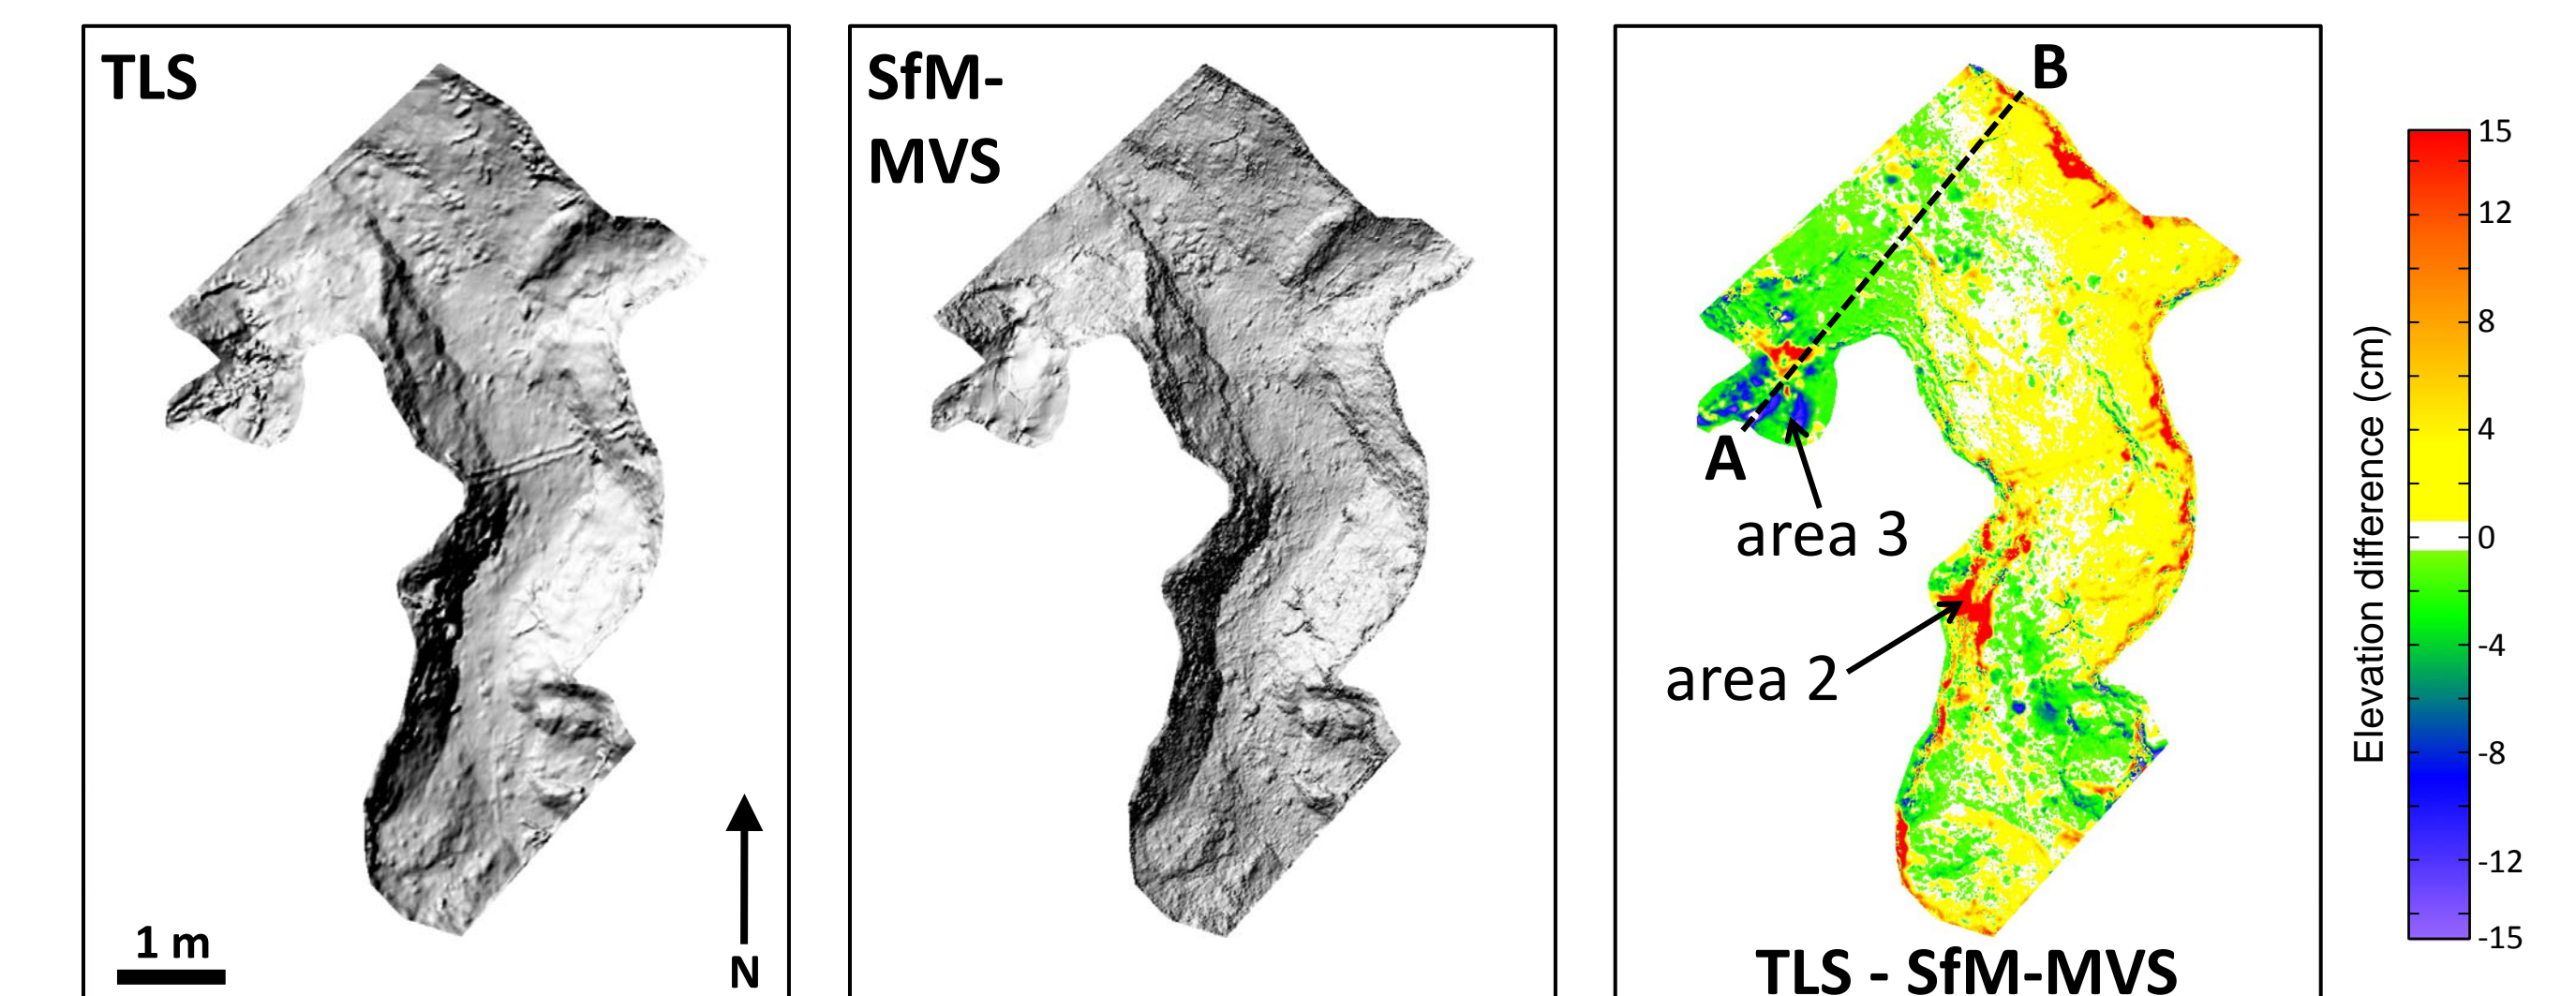 TLS
1 m
N
SfM-
MVS
B
A
area 3
area 2
TLS - SfM-MVS
Elevation difference (cm)
15
12
8
4
0
-4
-8
-12
-15